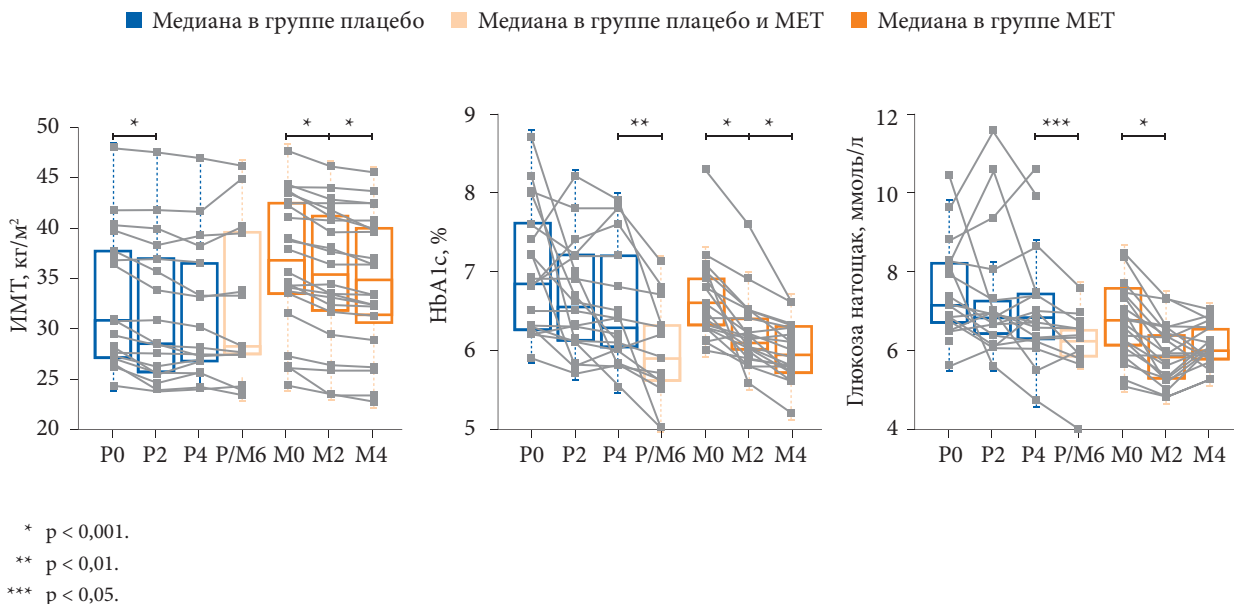 Медиана в группе плацебо Медиана в группе плацебо и МЕТ Медиана в группе МЕТ
ИМТ, кг/м²
50
45
40
35
30
25
20
* * *
P0 P2 P4 P/M6 M0 M2 M4
HbA1c, %
9
8
7
6
5
** * *
P0 P2 P4 P/M6 M0 M2 M4
Глюкоза натощак, ммоль/л
12
10
8
6
4
*** *
P0 P2 P4 P/M6 M0 M2 M4
* p < 0,001.
** p < 0,01.
*** p < 0,05.